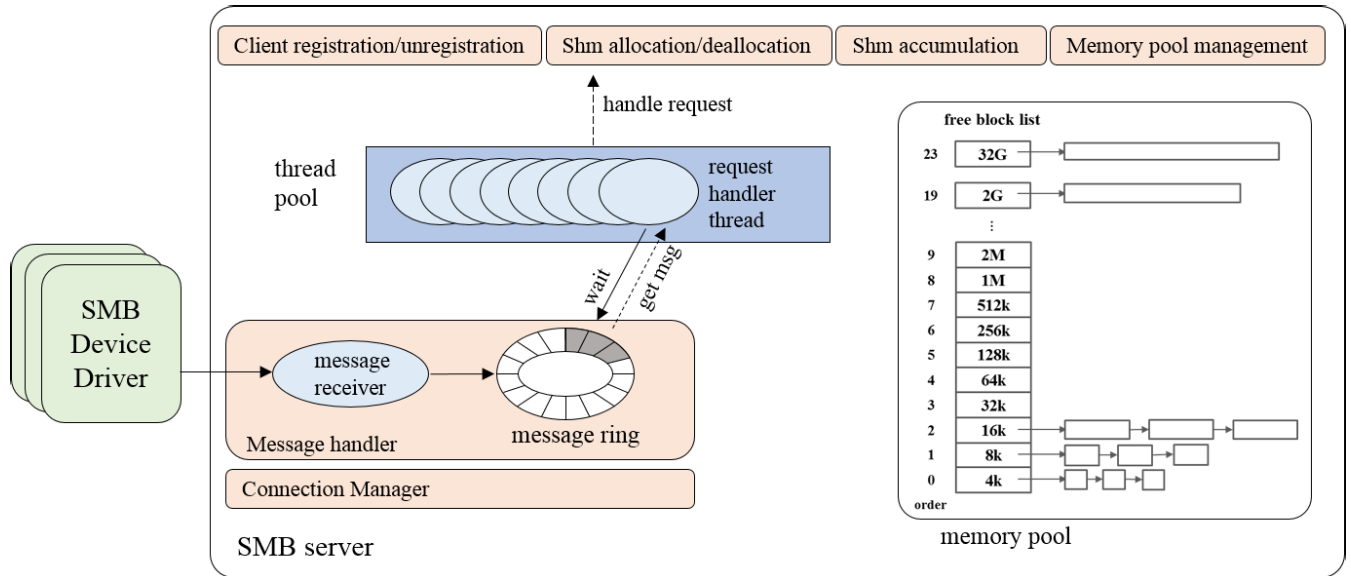 Client registration/unregistration
Shm allocation/deallocation
Shm accumulation
Memory pool management
handle request
thread
pool
request
handler
thread
wait
get msg
SMB
Device
Driver
message
receiver
message ring
Message handler
Connection Manager
SMB server
free block list
23 32G
19 2G
⋮
9 2M
8 1M
7 512k
6 256k
5 128k
4 64k
3 32k
2 16k
1 8k
0 4k
order
memory pool